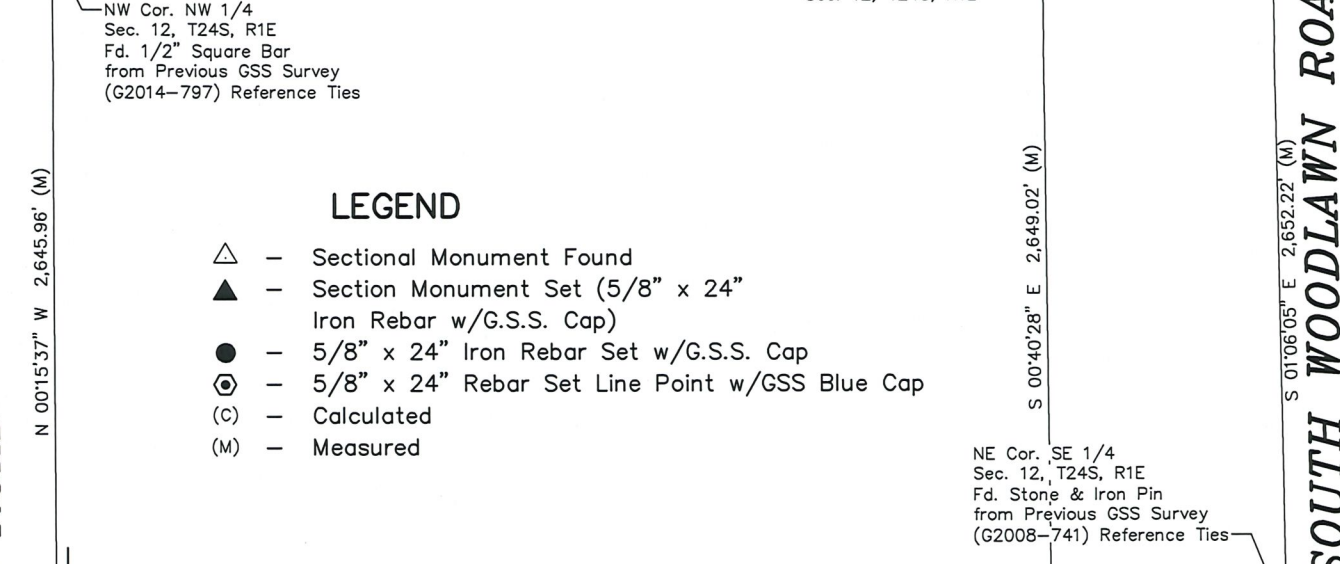 NW Cor. NW 1/4
Sec. 12, T24S, R1E
Fd. 1/2" Square Bar
from Previous GSS Survey
(G2014-797) Reference Ties
N 00°15'37" W 2,645.96' (M)
LEGEND
△ - Sectional Monument Found
▲ - Section Monument Set (5/8" x 24"
Iron Rebar w/G.S.S. Cap)
● - 5/8" x 24" Iron Rebar Set w/G.S.S. Cap
- 5/8" x 24" Rebar Set Line Point w/GSS Blue Cap
(C) - Calculated
(M) - Measured
S 00°40'28" E 2,649.02' (M)
S 01°06'05" E 2,652.22' (M)
SOUTH WOODLAWN ROA
NE Cor. SE 1/4
Sec. 12, T24S, R1E
Fd. Stone & Iron Pin
from Previous GSS Survey
(G2008-741) Reference Ties